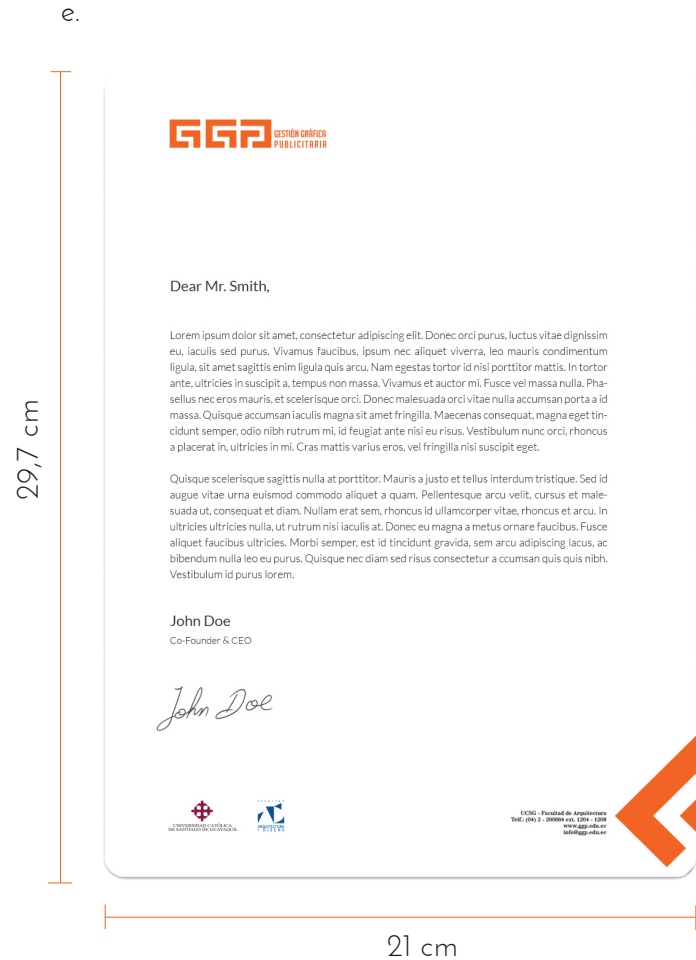 e.
GGP GESTIÓN GRÁFICA
PUBLICITARIA
Dear Mr. Smith,
Lorem ipsum dolor sit amet, consectetur adipiscing elit. Donec orci purus, luctus vitae dignissim
eu, iaculis sed purus. Vivamus faucibus, ipsum nec aliquet viverra, leo mauris condimentum
ligula, sit amet sagittis enim ligula quis arcu. Nam egestas tortor id nisi porttitor mattis. In tortor
ante, ultricies in suscipit a, tempus non massa. Vivamus et auctor mi. Fusce vel massa nulla. Pha-
sellus nec eros mauris, et scelerisque orci. Donec malesuada orci vitae nulla accumsan porta a id
massa. Quisque accumsan iaculis magna sit amet fringilla. Maecenas consequat, magna eget tin-
cidunt semper, odio nibh rutrum mi, id feugiat ante nisi eu risus. Vestibulum nunc orci, rhoncus
a placerat in, ultricies in mi. Cras mattis varius eros, vel fringilla nisi suscipit eget.
Quisque scelerisque sagittis nulla at porttitor. Mauris a justo et tellus interdum tristique. Sed id
augue vitae urna euismod commodo aliquet a quam. Pellentesque arcu velit, cursus et male-
suada ut, consequat et diam. Nullam erat sem, rhoncus id ullamcorper vitae, rhoncus et arcu. In
ultricies ultricies nulla, ut rutrum nisi iaculis at. Donec eu magna a metus ornare faucibus. Fusce
aliquet faucibus ultricies. Morbi semper, est id tincidunt gravida, sem arcu adipiscing lacus, ac
bibendum nulla leo eu purus. Quisque nec diam sed risus consectetur a ccumsan quis quis nibh.
Vestibulum id purus lorem.
29,7 cm
John Doe
Co-Founder & CEO
John Doe
UNIVERSIDAD CATÓLICA
DE SANTIAGO DE GUAYAQUIL
FACULTAD
ARQUITECTURA
Y DISEÑO
UCSG - Facultad de Arquitectura
Telf.: (04) 2 - 200864 ext. 1204 - 1209
www.ggp.edu.ec
info@ggp.edu.ec
21 cm